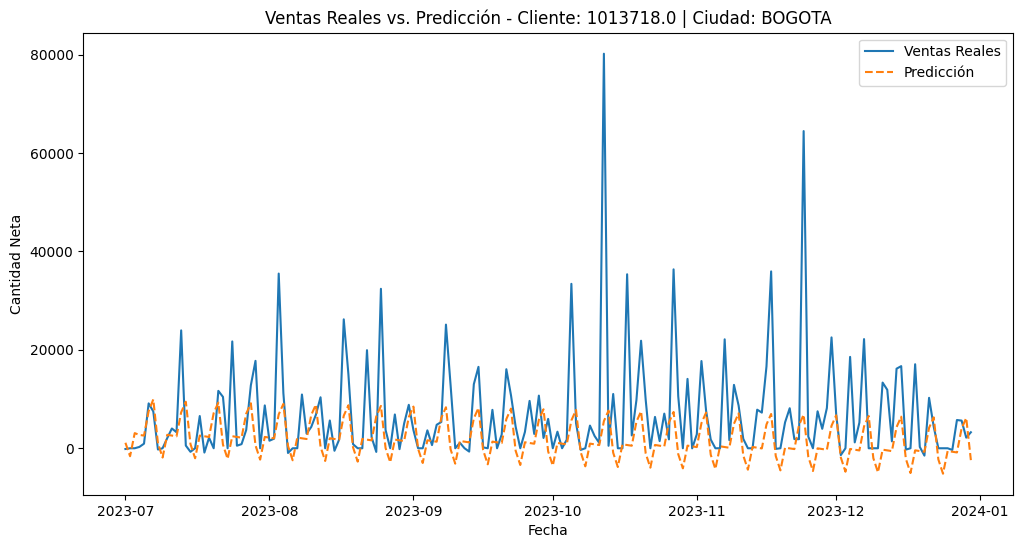 Ventas Reales vs. Predicción - Cliente: 1013718.0 | Ciudad: BOGOTA
Ventas Reales
Predicción
80000
60000
40000
20000
0
Cantidad Neta
2023-07
2023-08
2023-09
2023-10
2023-11
2023-12
2024-01
Fecha